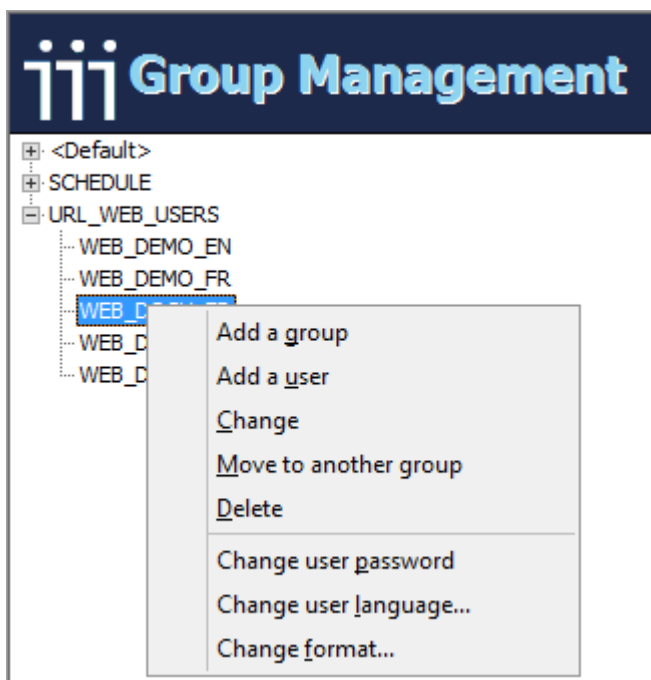 Group Management
<Default>
SCHEDULE
URL_WEB_USERS
WEB_DEMO_EN
WEB_DEMO_FR
Add a group
Add a user
Change
Move to another group
Delete
Change user password
Change user language...
Change format...